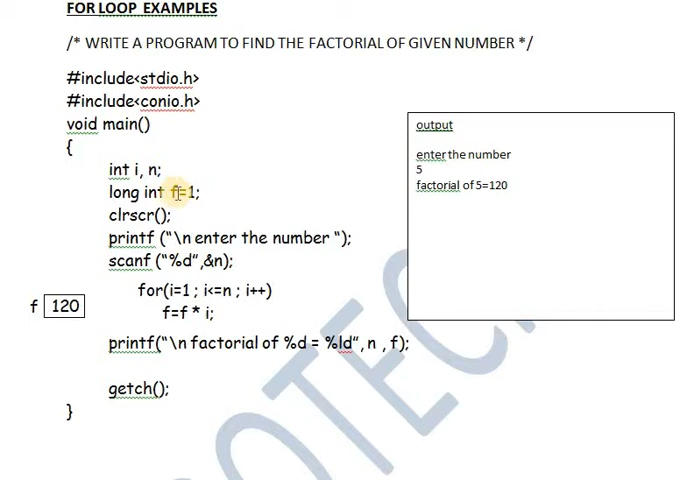 FOR LOOP EXAMPLES
/* WRITE A PROGRAM TO FIND THE FACTORIAL OF GIVEN NUMBER */
#include<stdio.h>
#include<conio.h>
void main()
{
int i, n;
long int f=1;
clrscr();
printf (“\n enter the number “);
scanf (“%d”,&n);
for(i=1 ; i<=n ; i++)
f=f * i;
printf(“\n factorial of %d = %ld”, n , f);
getch();
}
f 120
output
enter the number
5
factorial of 5=120